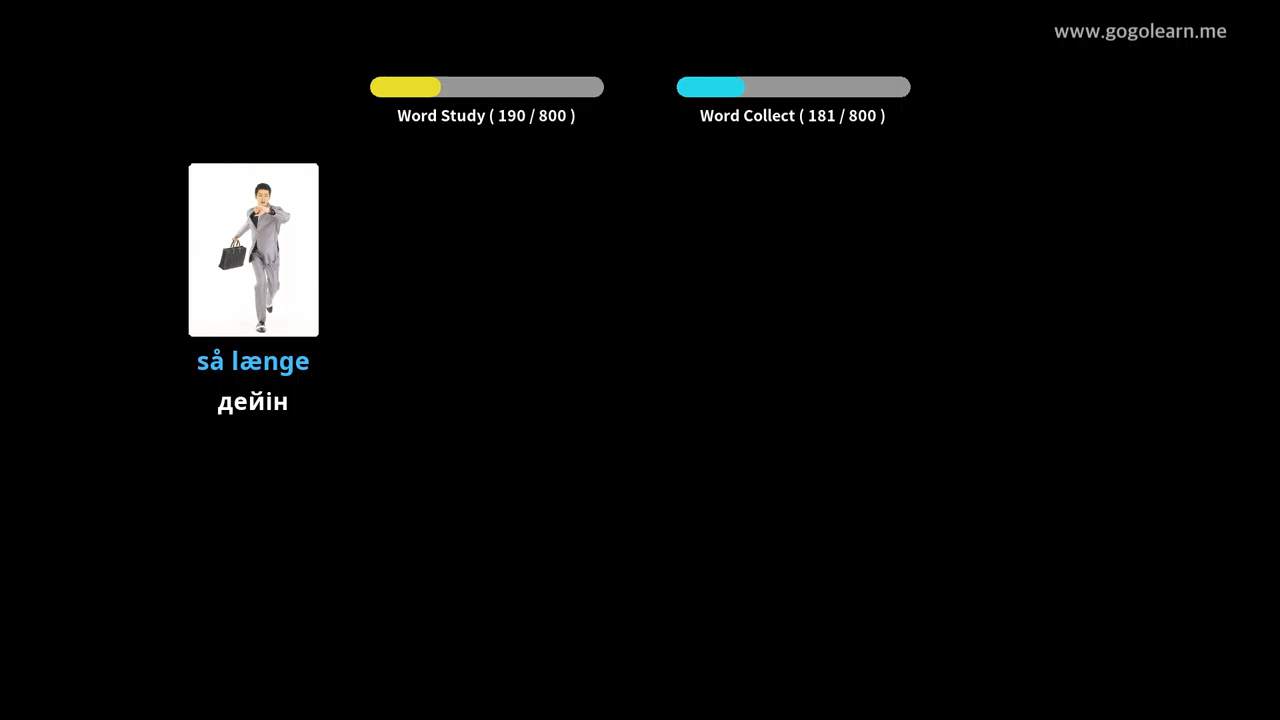 www.gogolearn.me
Word Study ( 190 / 800 )
Word Collect ( 181 / 800 )
så længe
дейін